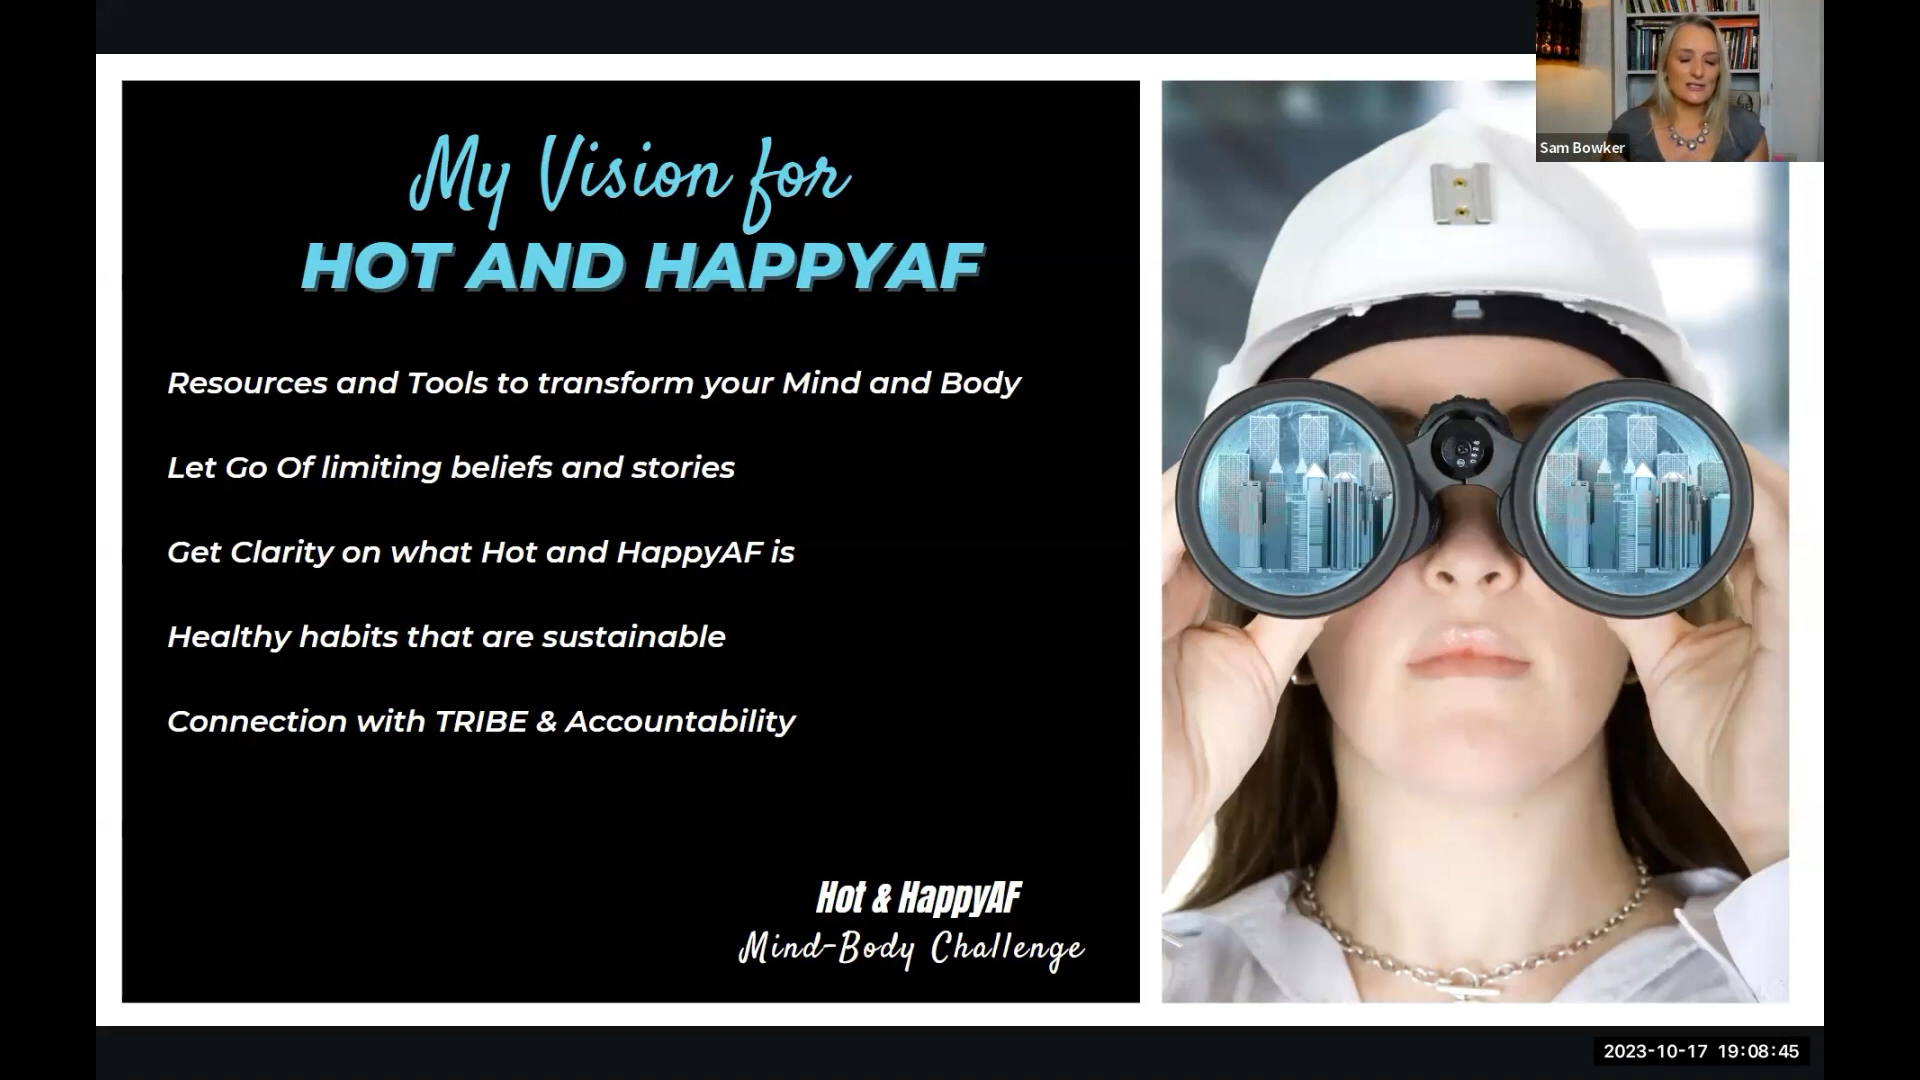 My Vision for
HOT AND HAPPYAF
Resources and Tools to transform your Mind and Body
Let Go Of limiting beliefs and stories
Get Clarity on what Hot and HappyAF is
Healthy habits that are sustainable
Connection with TRIBE & Accountability
Hot & HappyAF
Mind-Body Challenge
Sam Bowker
2023-10-17 19:08:45